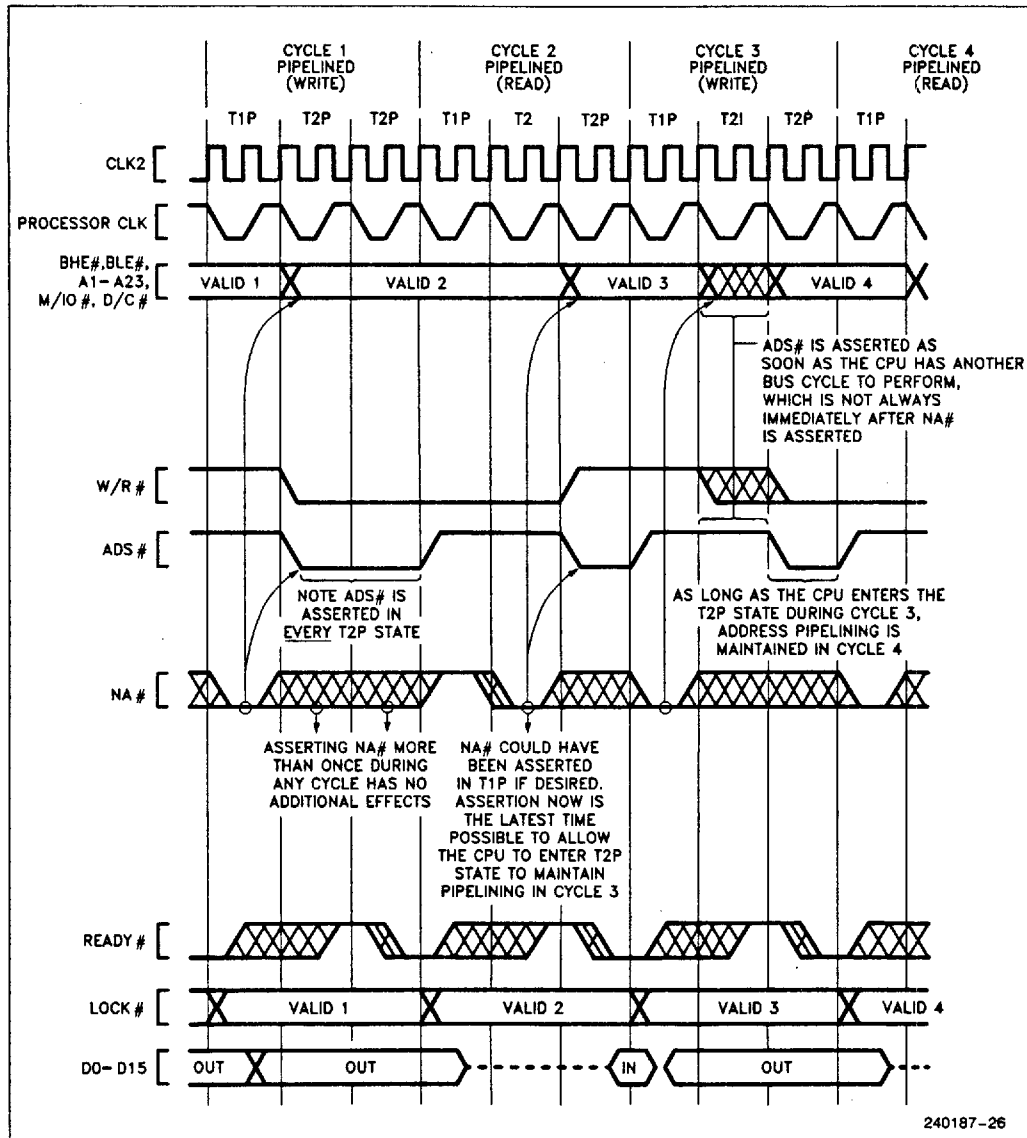 CYCLE 1
PIPELINED
(WRITE)
CYCLE 2
PIPELINED
(READ)
CYCLE 3
PIPELINED
(WRITE)
CYCLE 4
PIPELINED
(READ)
T1P T2P T2P T1P T2 T2P T1P T2I T2P T1P
CLK2
PROCESSOR CLK
BHE#,BLE#,
A1-A23,
M/IO#, D/C#
VALID 1 VALID 2 VALID 3 VALID 4
ADS# IS ASSERTED AS
SOON AS THE CPU HAS ANOTHER
BUS CYCLE TO PERFORM,
WHICH IS NOT ALWAYS
IMMEDIATELY AFTER NA#
IS ASSERTED
W/R#
ADS#
NOTE ADS# IS
ASSERTED IN
EVERY T2P STATE
AS LONG AS THE CPU ENTERS THE
T2P STATE DURING CYCLE 3,
ADDRESS PIPELINING IS
MAINTAINED IN CYCLE 4
NA#
ASSERTING NA# MORE
THAN ONCE DURING
ANY CYCLE HAS NO
ADDITIONAL EFFECTS
NA# COULD HAVE
BEEN ASSERTED
IN T1P IF DESIRED.
ASSERTION NOW IS
THE LATEST TIME
POSSIBLE TO ALLOW
THE CPU TO ENTER T2P
STATE TO MAINTAIN
PIPELINING IN CYCLE 3
READY#
LOCK# VALID 1 VALID 2 VALID 3 VALID 4
D0-D15 OUT OUT IN OUT
240187-26